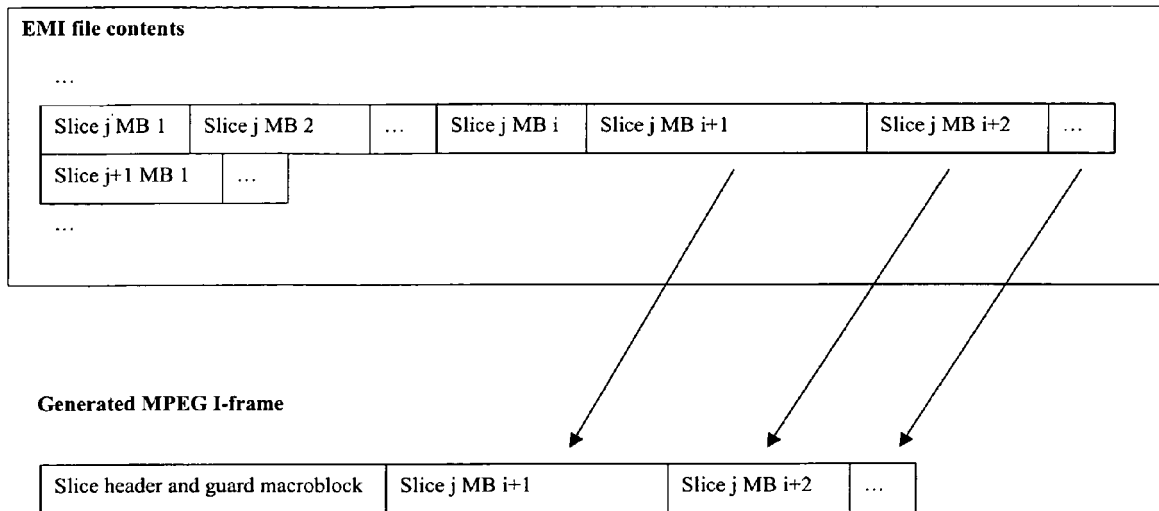 EMI file contents
...
Slice j MB 1 Slice j MB 2 ... Slice j MB i Slice j MB i+1 Slice j MB i+2 ...
Slice j+1 MB 1 ...
...
Generated MPEG I-frame
Slice header and guard macroblock Slice j MB i+1 Slice j MB i+2 ...